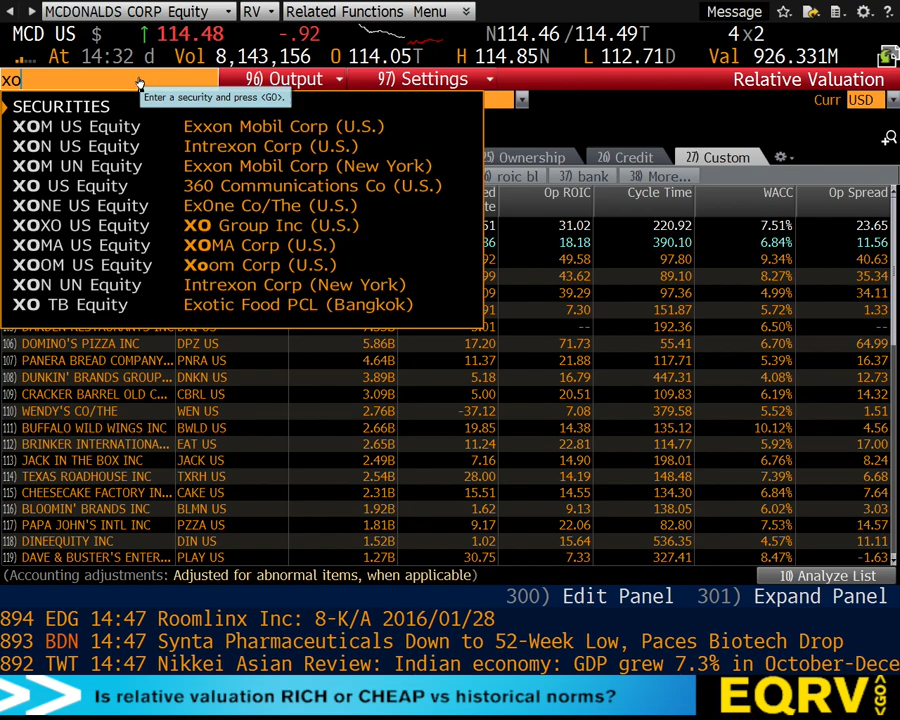 MCDONALDS CORP Equity RV Related Functions Menu Message ?
MCD US $ ↑ 114.48 -.92 N114.46 /114.49T 4x2
At 14:32 d Vol 8,143,156 O 114.05T H 114.85N L 112.71D Val 926.331M
xo 96) Output 97) Settings Relative Valuation
Enter a security and press <GO>.
Curr USD
SECURITIES
XOM US Equity Exxon Mobil Corp (U.S.)
XON US Equity Intrexon Corp (U.S.)
XOM UN Equity Exxon Mobil Corp (New York)
XO US Equity 360 Communications Co (U.S.)
XONE US Equity ExOne Co/The (U.S.)
XOXO US Equity XO Group Inc (U.S.)
XOMA US Equity XOMA Corp (U.S.)
XOOM US Equity Xoom Corp (U.S.)
XON UN Equity Intrexon Corp (New York)
XO TB Equity Exotic Food PCL (Bangkok)
Ownership 26) Credit 27) Custom
roic bl 37) bank 38) More...
Op ROIC Cycle Time WACC Op Spread
51 31.02 220.92 7.51% 23.65
86 18.18 390.10 6.84% 11.56
92 49.58 97.80 9.34% 40.63
43.62 89.10 8.27% 35.34
39.29 97.36 4.99% 34.11
91 7.30 151.87 5.72% 1.33
-- 192.36 6.50% --
106) DOMINO'S PIZZA INC DPZ US 5.86B 17.20 71.73 55.41 6.70% 64.99
107) PANERA BREAD COMPANY... PNRA US 4.64B 11.37 21.88 117.71 5.39% 16.37
108) DUNKIN' BRANDS GROUP... DNKN US 3.89B 5.18 16.79 447.31 4.08% 12.73
109) CRACKER BARREL OLD C... CBRL US 3.09B 5.00 20.51 109.83 6.19% 14.32
110) WENDY'S CO/THE WEN US 2.76B -37.12 7.08 379.58 5.52% 1.51
111) BUFFALO WILD WINGS INC BWLD US 2.66B 19.85 14.38 135.12 10.12% 4.56
112) BRINKER INTERNATIONA... EAT US 2.65B 11.24 22.81 114.77 5.92% 17.00
113) JACK IN THE BOX INC JACK US 2.49B 7.16 14.90 198.01 6.76% 8.24
114) TEXAS ROADHOUSE INC TXRH US 2.54B 28.00 14.19 148.48 7.39% 6.68
115) CHEESECAKE FACTORY IN... CAKE US 2.31B 15.51 14.55 134.30 6.84% 7.64
116) BLOOMIN' BRANDS INC BLMN US 1.92B 1.62 9.13 138.05 6.02% 3.03
117) PAPA JOHN'S INTL INC PZZA US 1.81B 9.17 22.06 82.80 7.53% 14.57
118) DINEEQUITY INC DIN US 1.52B 1.02 15.64 536.35 4.57% 11.11
119) DAVE & BUSTER'S ENTER... PLAY US 1.27B 30.75 7.33 327.41 8.47% -1.63
(Accounting adjustments: Adjusted for abnormal items, when applicable) 10) Analyze List
300) Edit Panel 301) Expand Panel
894 EDG 14:47 Roomlinx Inc: 8-K/A 2016/01/28
893 BDN 14:47 Synta Pharmaceuticals Down to 52-Week Low, Paces Biotech Drop
892 TWT 14:47 Nikkei Asian Review: Indian economy: GDP grew 7.3% in October-Dece
Is relative valuation RICH or CHEAP vs historical norms? EQRV <GO>